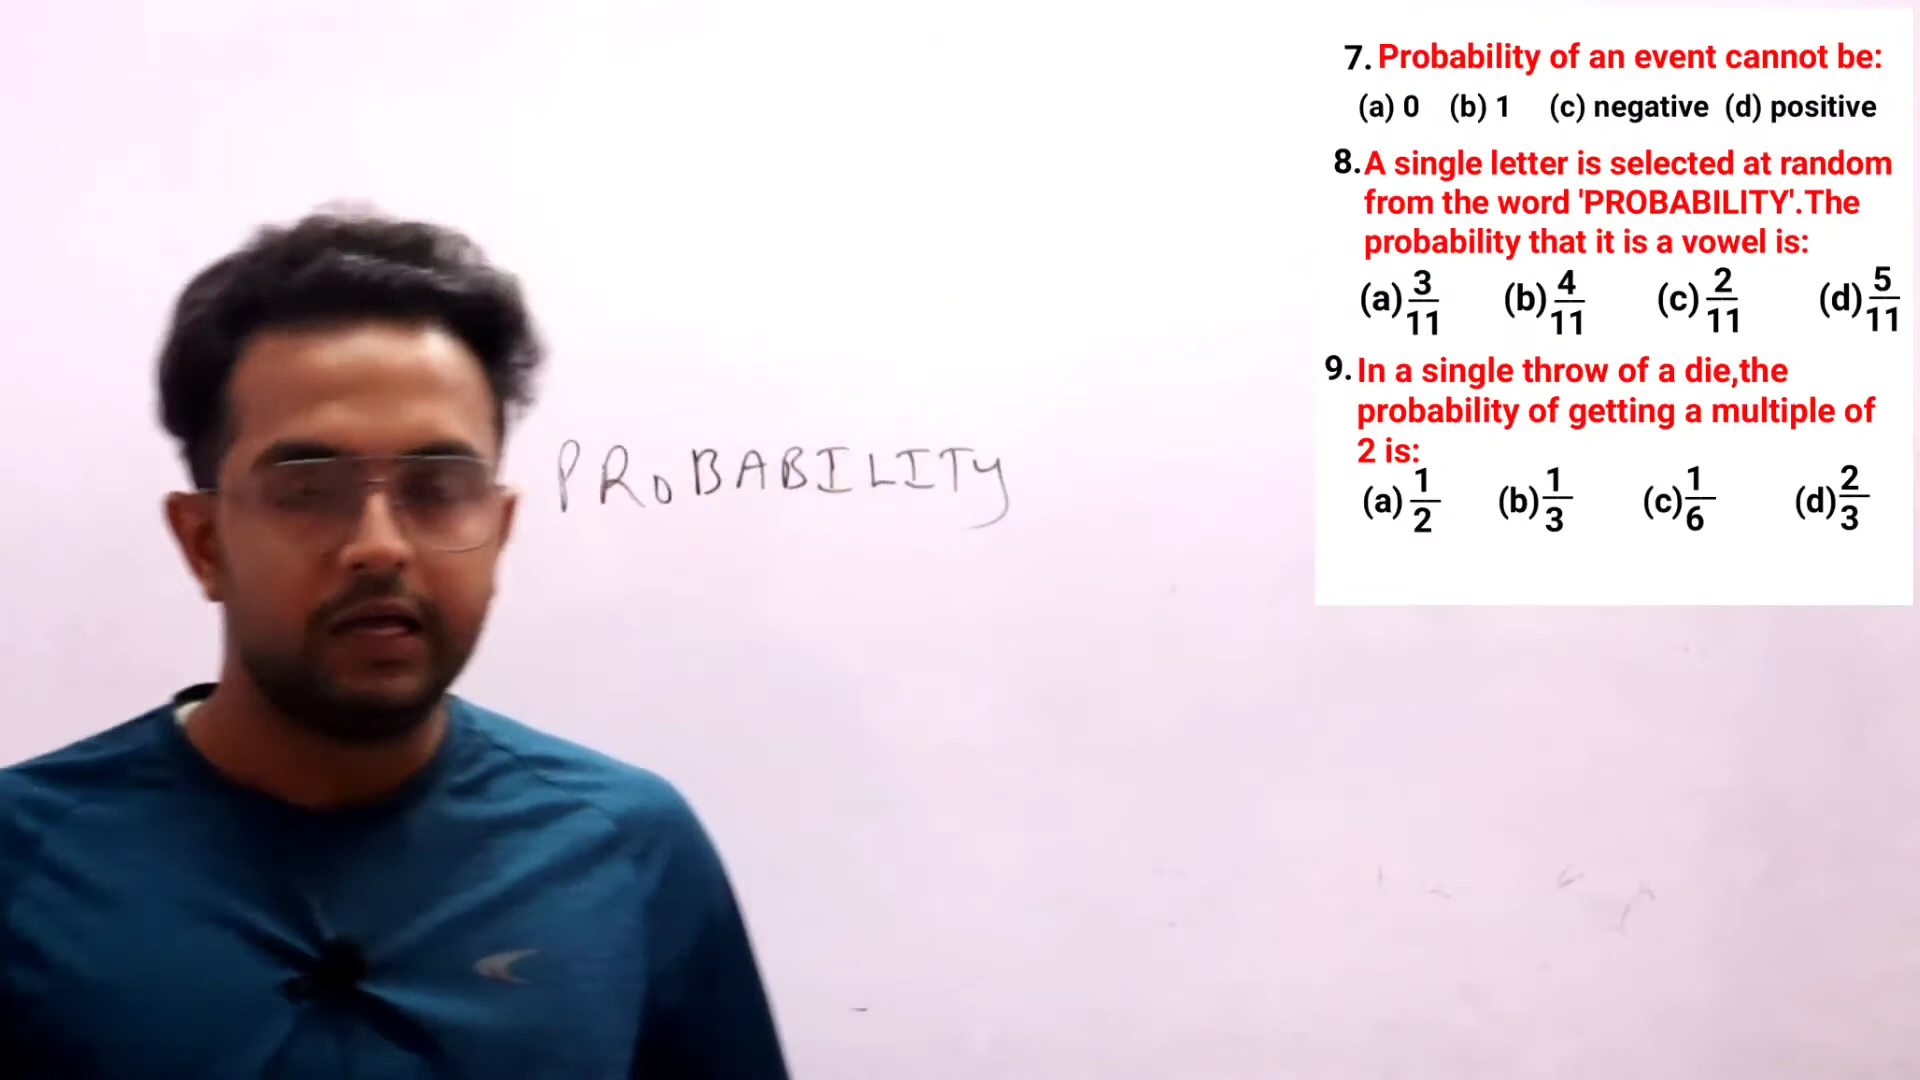 7. Probability of an event cannot be:
(a) 0 (b) 1 (c) negative (d) positive
8. A single letter is selected at random
from the word 'PROBABILITY'.The
probability that it is a vowel is:
(a) 3/11 (b) 4/11 (c) 2/11 (d) 5/11
9. In a single throw of a die,the
probability of getting a multiple of
2 is:
(a) 1/2 (b) 1/3 (c) 1/6 (d) 2/3
PROBABILITY